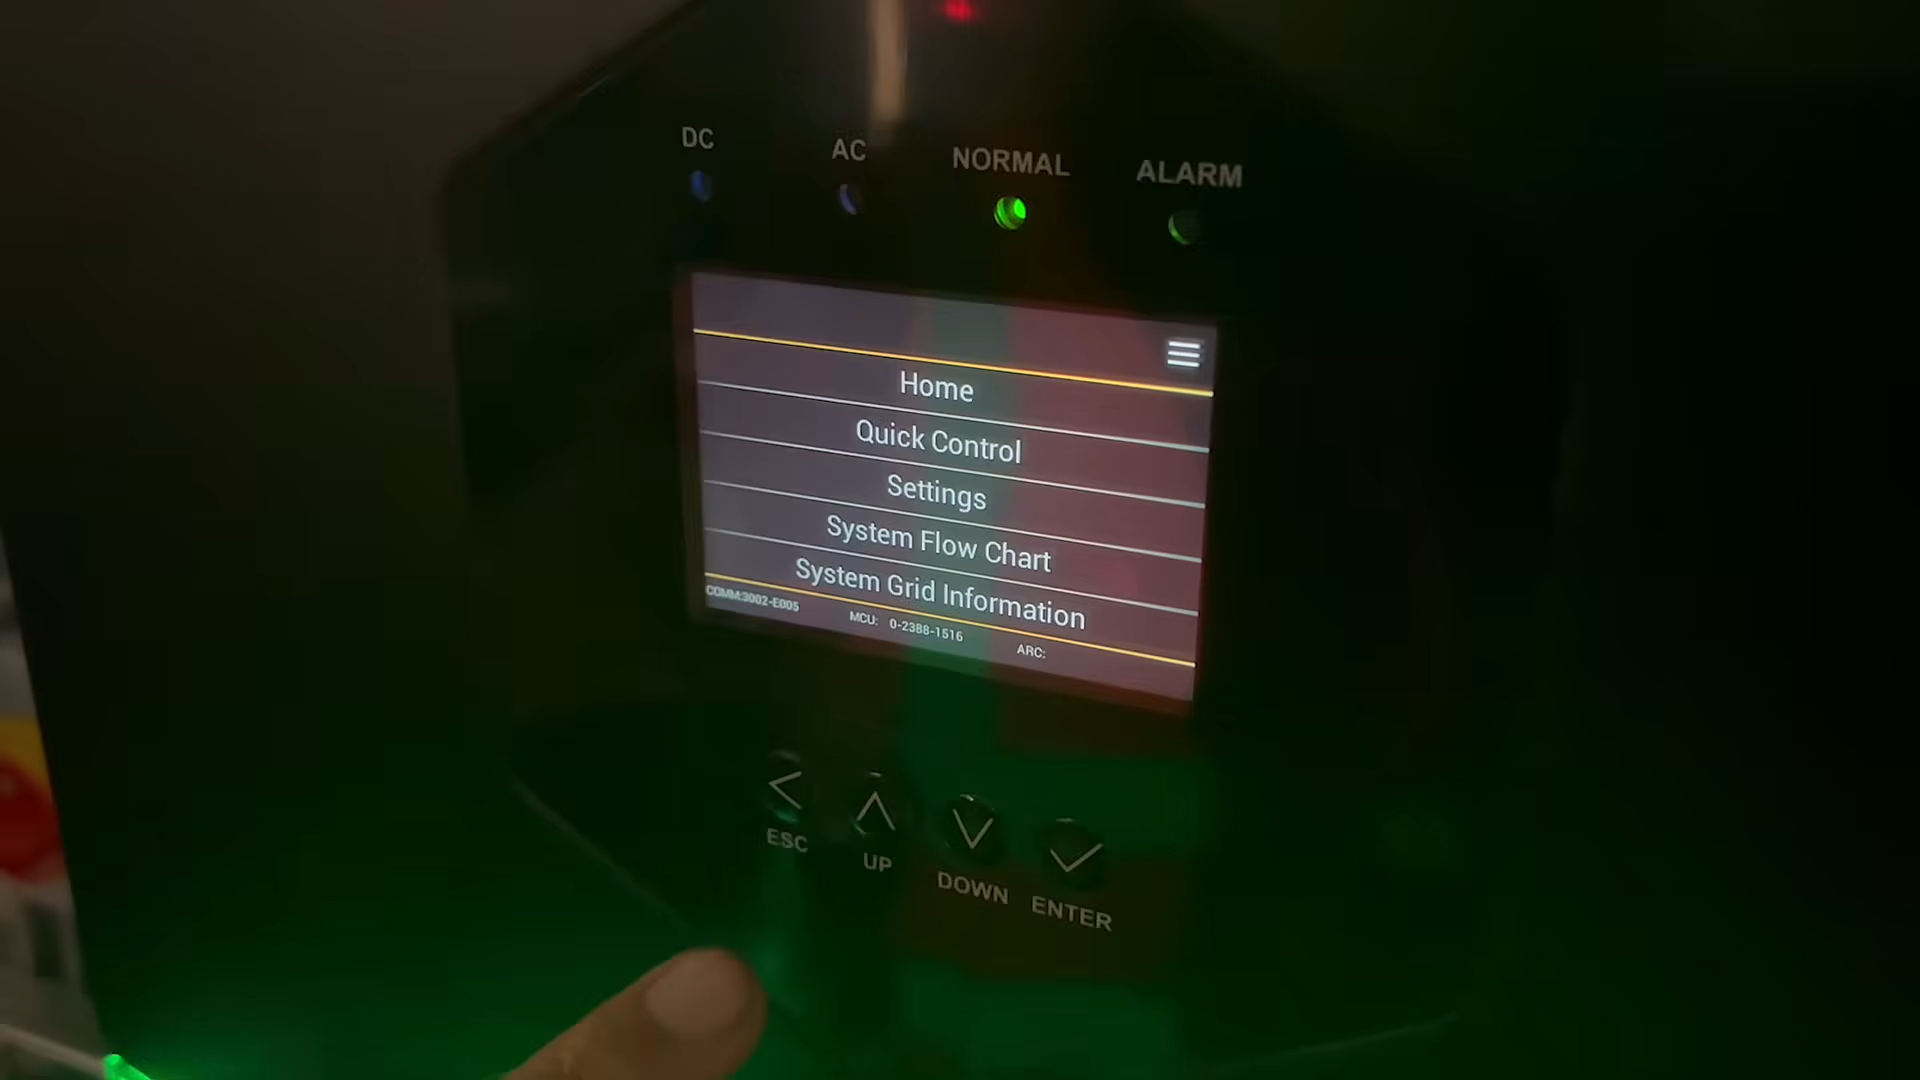 DC AC NORMAL ALARM
Home
Quick Control
Settings
System Flow Chart
System Grid Information
COMM:3002-E005 MCU: 0-2388-1516 ARC:
ESC UP DOWN ENTER